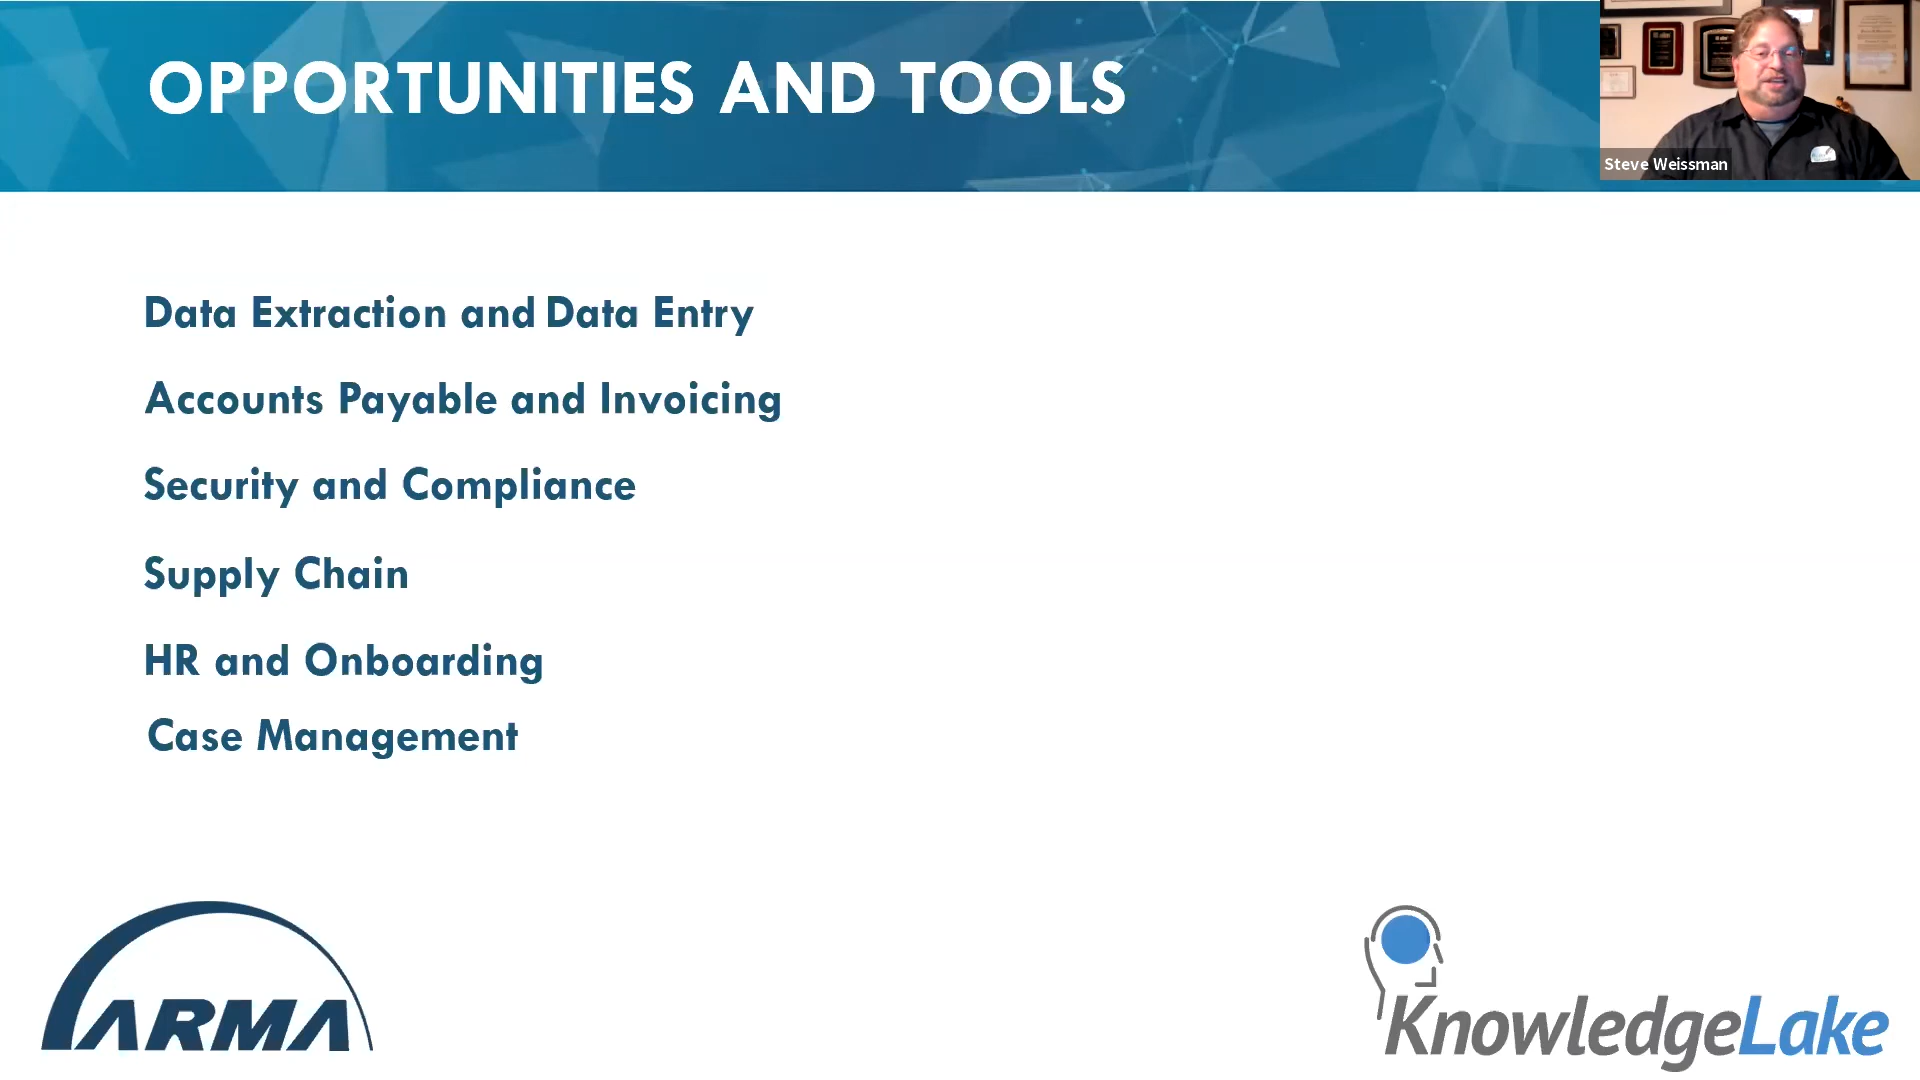 OPPORTUNITIES AND TOOLS
Steve Weissman
Data Extraction and Data Entry
Accounts Payable and Invoicing
Security and Compliance
Supply Chain
HR and Onboarding
Case Management
ARMA
KnowledgeLake